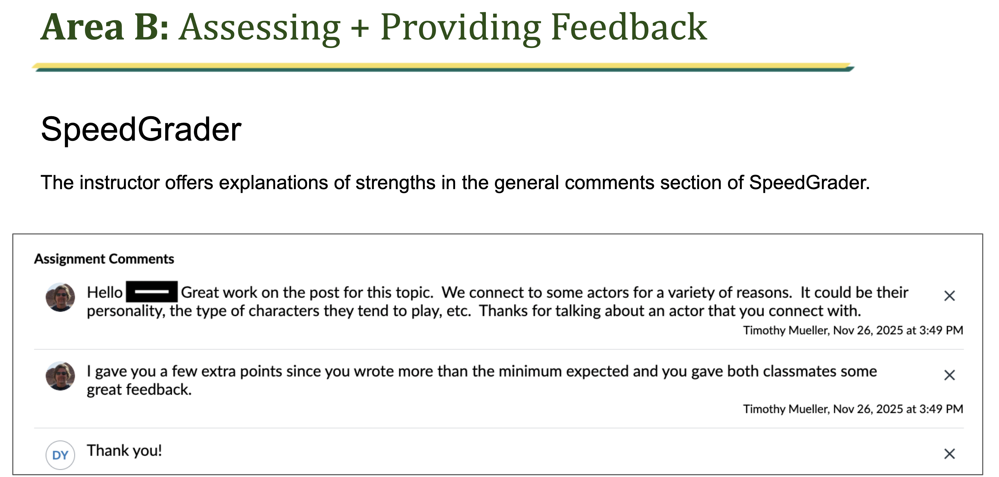 Area B: Assessing + Providing Feedback
SpeedGrader
The instructor offers explanations of strengths in the general comments section of SpeedGrader.
Assignment Comments
Hello Great work on the post for this topic.  We connect to some actors for a variety of reasons.  It could be their
personality, the type of characters they tend to play, etc.  Thanks for talking about an actor that you connect with.
Timothy Mueller, Nov 26, 2025 at 3:49 PM
I gave you a few extra points since you wrote more than the minimum expected and you gave both classmates some
great feedback.
Timothy Mueller, Nov 26, 2025 at 3:49 PM
DY Thank you!